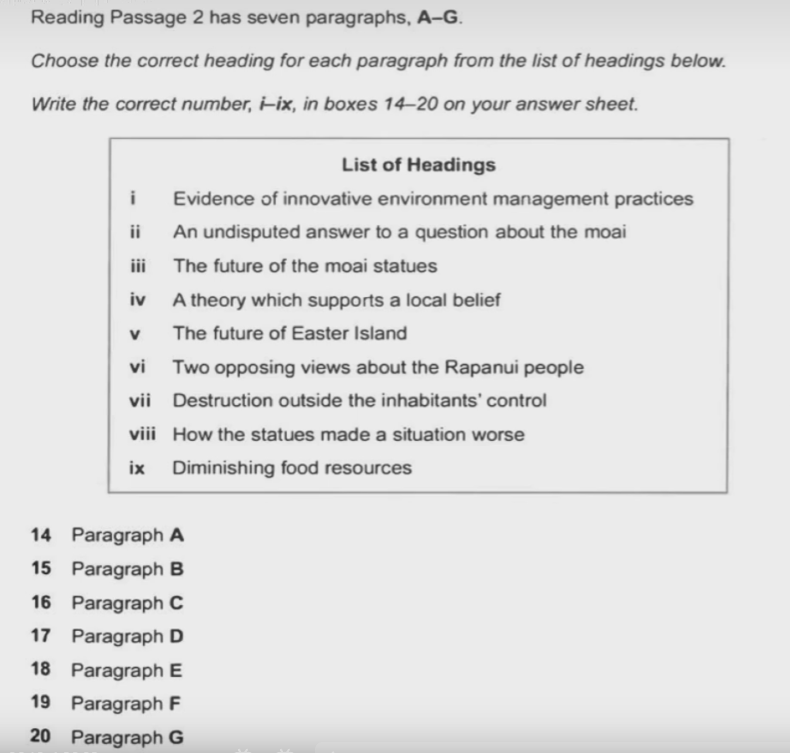 Reading Passage 2 has seven paragraphs, A–G.
Choose the correct heading for each paragraph from the list of headings below.
Write the correct number, i–ix, in boxes 14–20 on your answer sheet.
List of Headings
i Evidence of innovative environment management practices
ii An undisputed answer to a question about the moai
iii The future of the moai statues
iv A theory which supports a local belief
v The future of Easter Island
vi Two opposing views about the Rapanui people
vii Destruction outside the inhabitants' control
viii How the statues made a situation worse
ix Diminishing food resources
14 Paragraph A
15 Paragraph B
16 Paragraph C
17 Paragraph D
18 Paragraph E
19 Paragraph F
20 Paragraph G